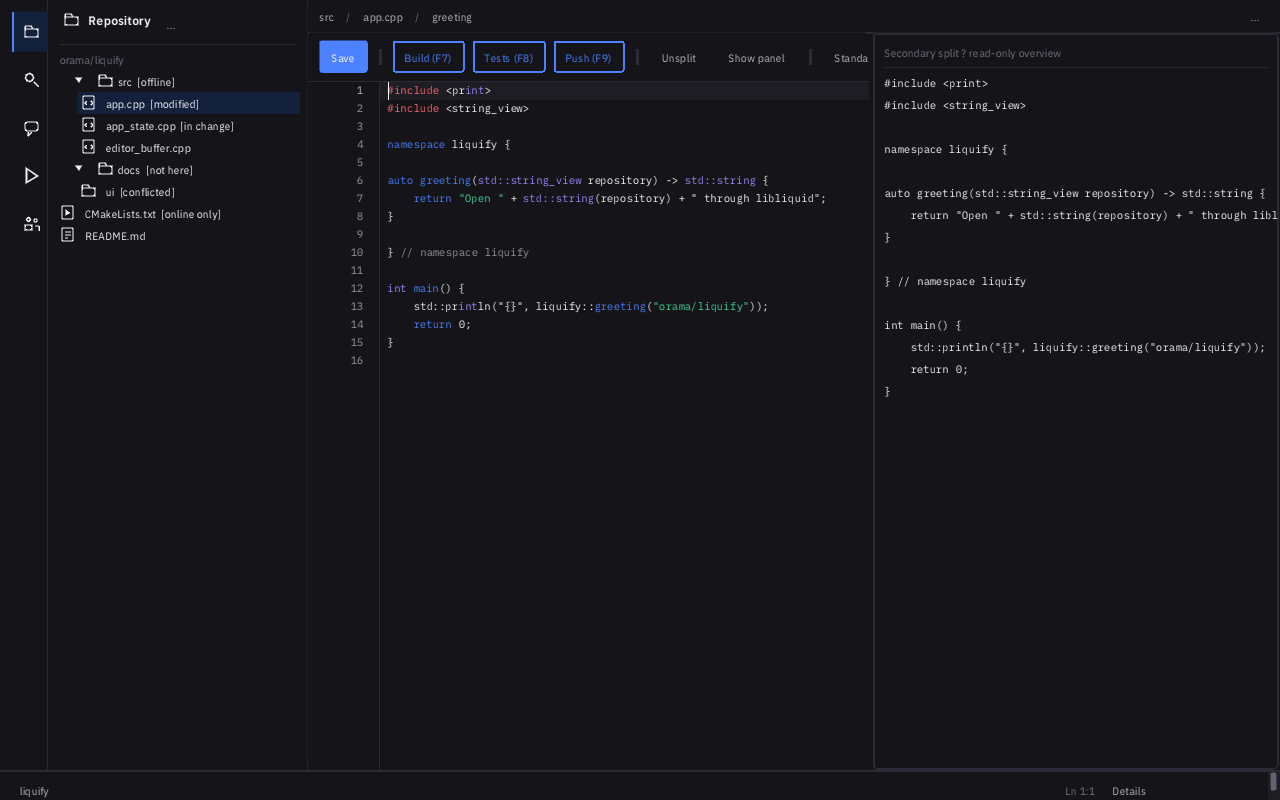 Repository ...
orama/liquify
src [offline]
app.cpp [modified]
app_state.cpp [in change]
editor_buffer.cpp
docs [not here]
ui [conflicted]
CMakeLists.txt [online only]
README.md
src / app.cpp / greeting ...
Save Build (F7) Tests (F8) Push (F9) Unsplit Show panel Standa
1 #include <print>
2 #include <string_view>
3
4 namespace liquify {
5
6 auto greeting(std::string_view repository) -> std::string {
7 return "Open " + std::string(repository) + " through libliquid";
8 }
9
10 } // namespace liquify
11
12 int main() {
13 std::println("{}", liquify::greeting("orama/liquify"));
14 return 0;
15 }
16
Secondary split ? read-only overview
#include <print>
#include <string_view>
namespace liquify {
auto greeting(std::string_view repository) -> std::string {
return "Open " + std::string(repository) + " through libl
}
} // namespace liquify
int main() {
std::println("{}", liquify::greeting("orama/liquify"));
return 0;
}
liquify Ln 1:1 Details